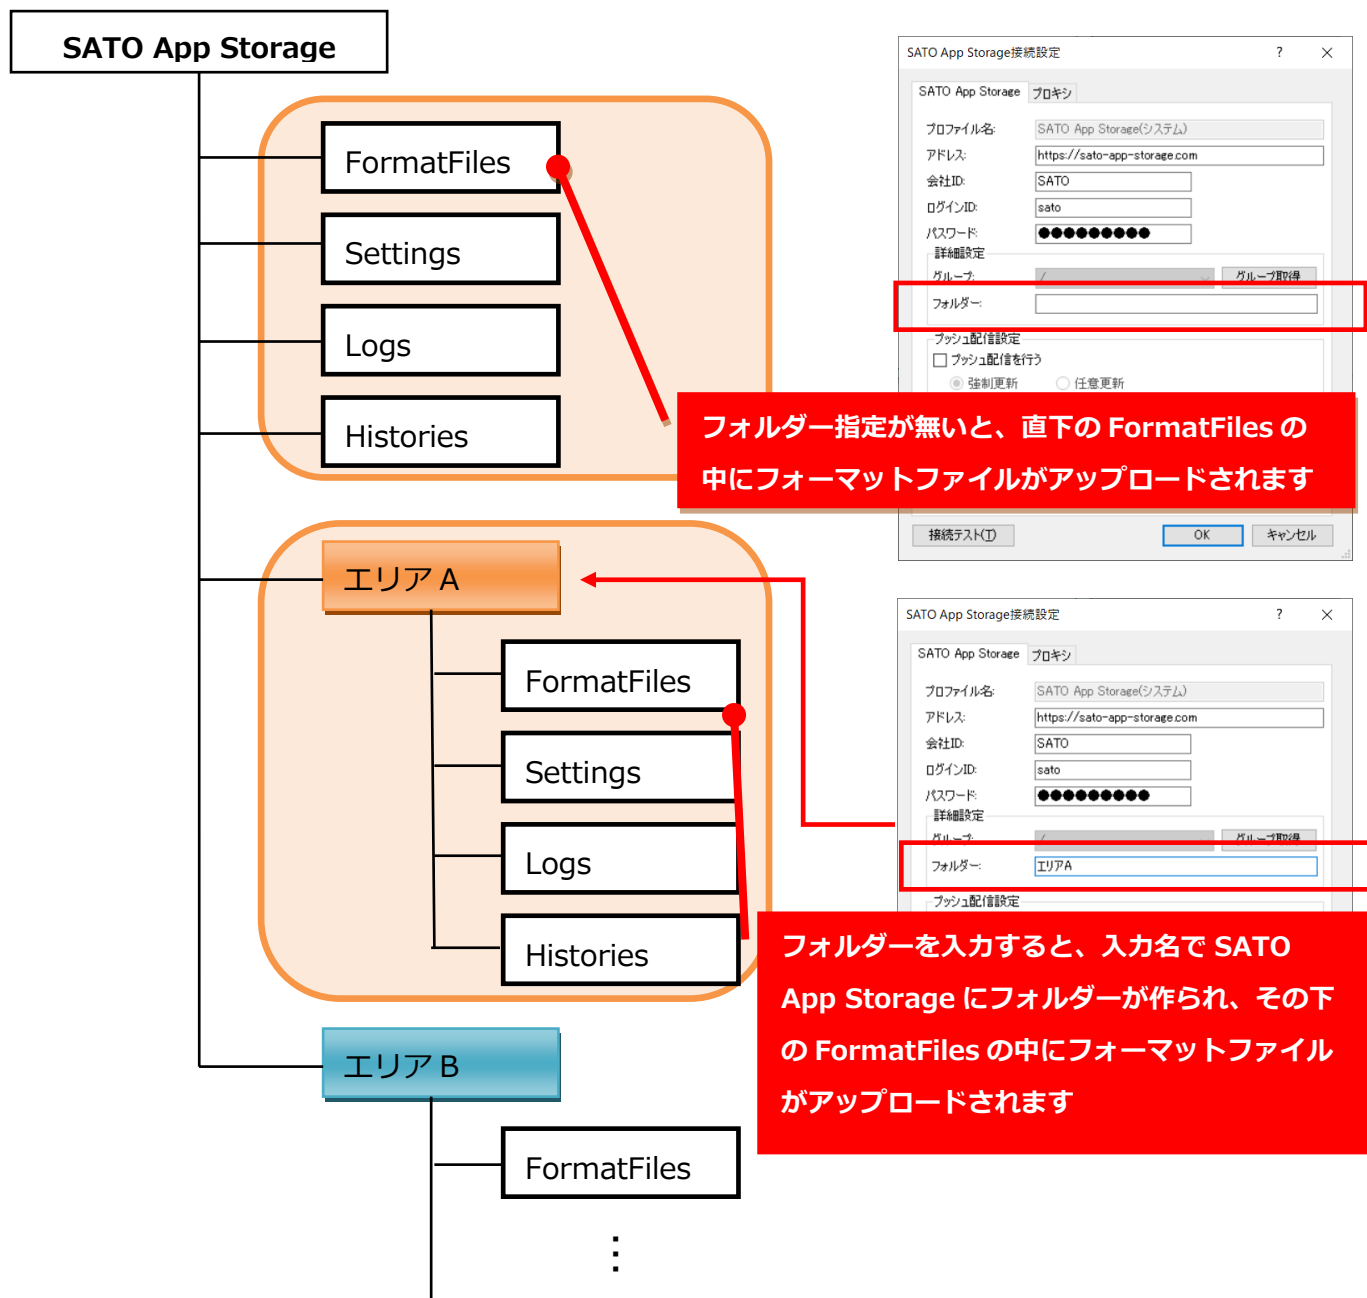 SATO App Storage
FormatFiles
Settings
Logs
Histories
SATO App Storage接続設定
? ×
SATO App Storage プロキシ
プロファイル名: SATO App Storage(システム)
アドレス: https://sato-app-storage.com
会社ID: SATO
ログインID: sato
パスワード: ●●●●●●●●●
詳細設定
グループ: / グループ取得
フォルダー:
プッシュ配信設定
プッシュ配信を行う
強制更新 任意更新
フォルダー指定が無いと、直下の FormatFiles の
中にフォーマットファイルがアップロードされます
接続テスト(T) OK キャンセル
エリア A
FormatFiles
Settings
Logs
Histories
SATO App Storage接続設定
? ×
SATO App Storage プロキシ
プロファイル名: SATO App Storage(システム)
アドレス: https://sato-app-storage.com
会社ID: SATO
ログインID: sato
パスワード: ●●●●●●●●●
詳細設定
グループ: / グループ取得
フォルダー: エリアA
プッシュ配信設定
フォルダーを入力すると、入力名で SATO
App Storage にフォルダーが作られ、その下
の FormatFiles の中にフォーマットファイル
がアップロードされます
エリア B
FormatFiles
⋮